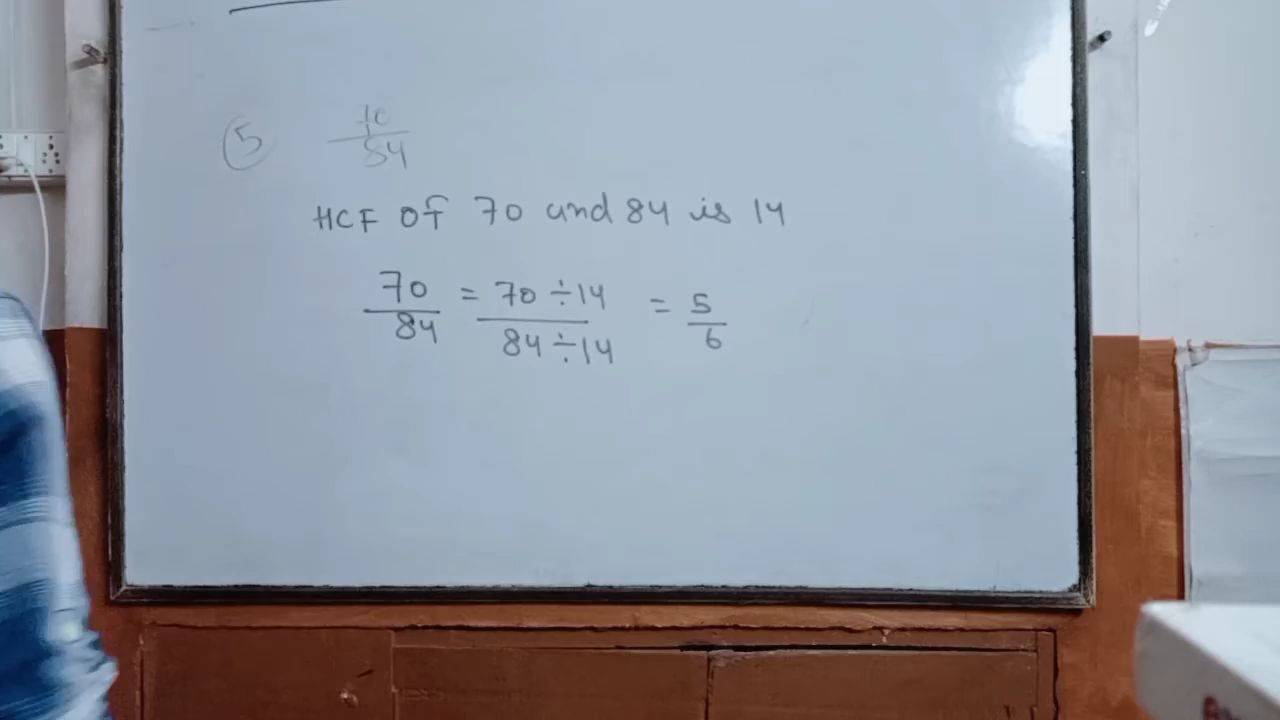 5 70/84
HCF OF 70 and 84 is 14
70/84 = 70 ÷ 14/84 ÷ 14 = 5/6